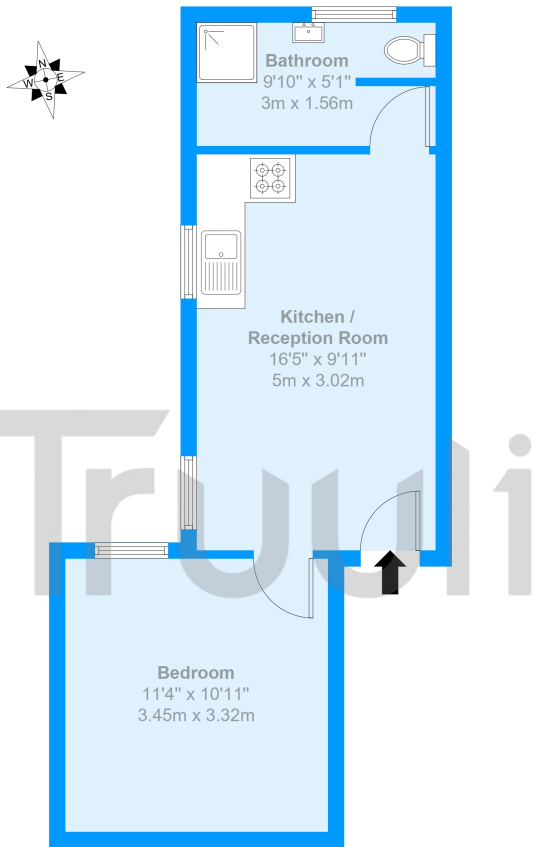 Bathroom
9'10" x 5'1"
3m x 1.56m
N
W E
S
Kitchen /
Reception Room
16'5" x 9'11"
5m x 3.02m
Truuli
Bedroom
11'4" x 10'11"
3.45m x 3.32m